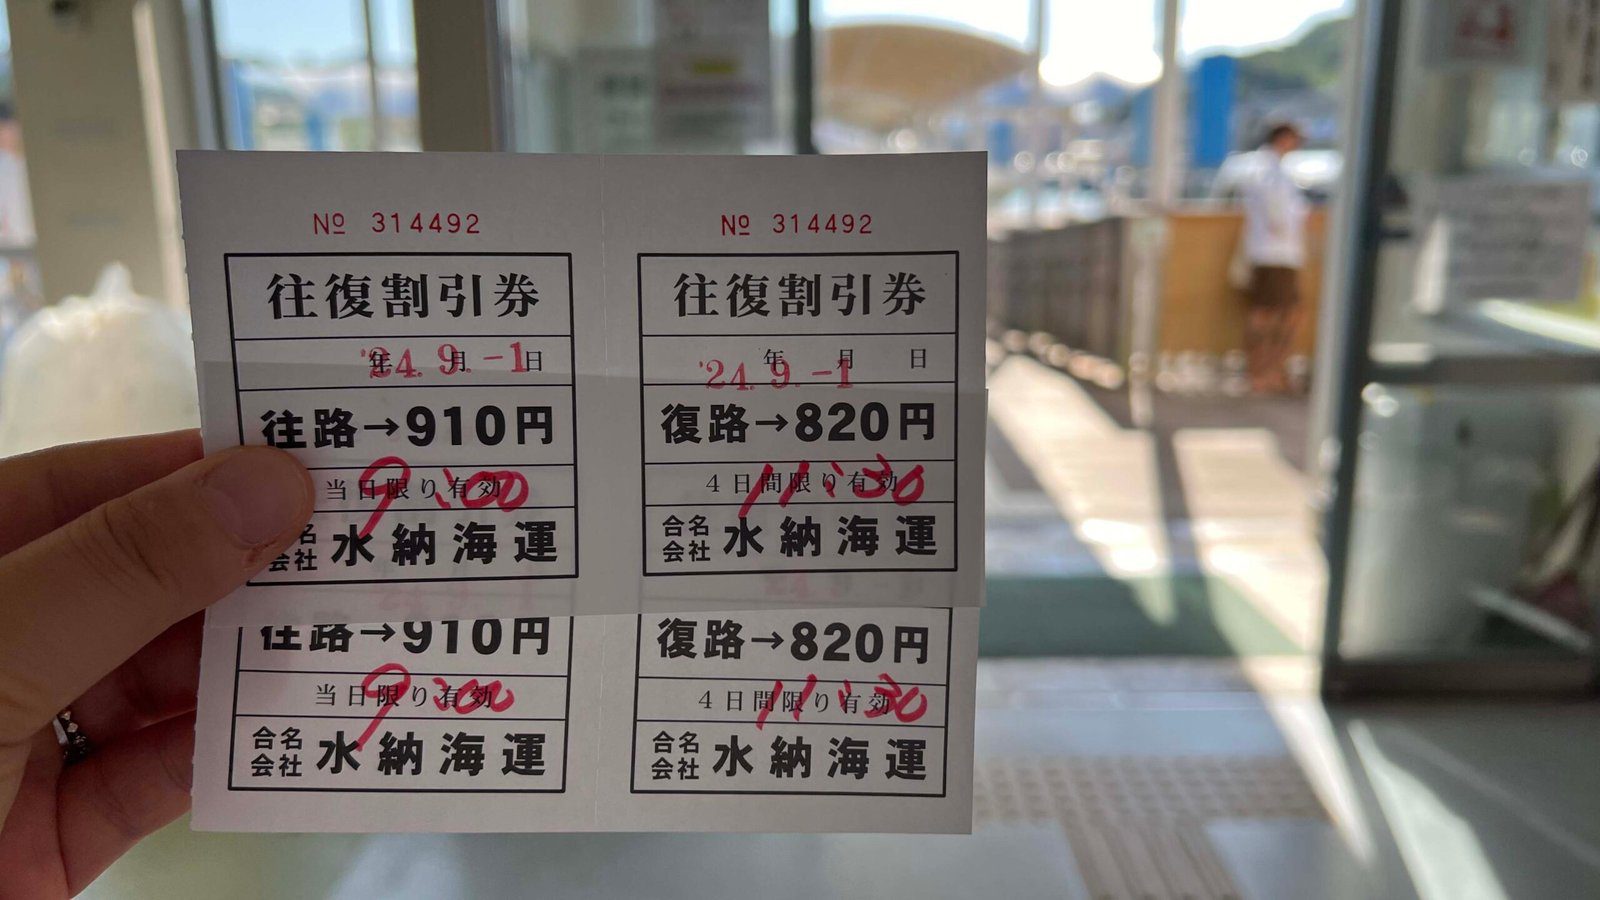 № 314492
往復割引券
年 月 日
'24. 9. -1
往路→910円
当日限り有効
9:00
名
会社 水納海運
往路→910円
当日限り有効
9:00
合名
会社 水納海運
№ 314492
往復割引券
年 月 日
'24. 9. -1
復路→820円
4日間限り有効
11:30
合名
会社 水納海運
復路→820円
4日間限り有効
11:30
合名
会社 水納海運